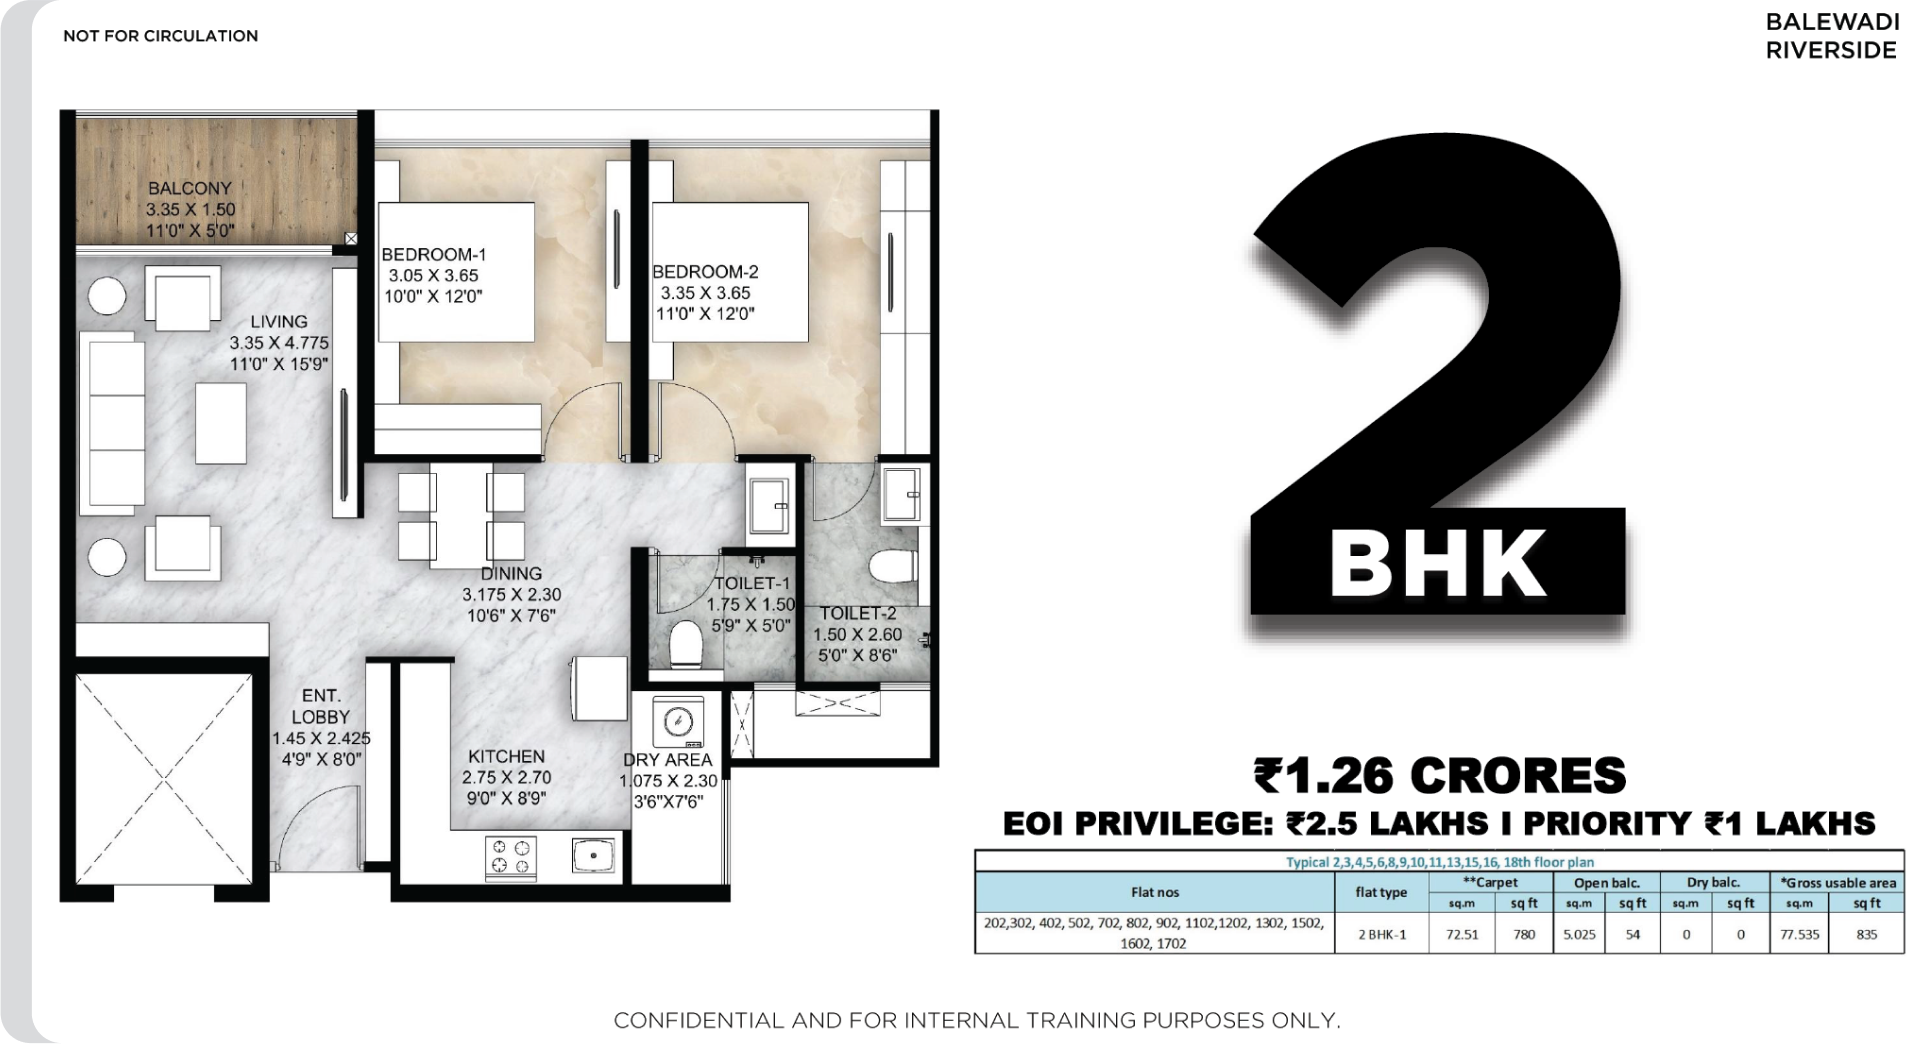 NOT FOR CIRCULATION
BALEWADI
RIVERSIDE
BALCONY
3.35 X 1.50
11'0" X 5'0"
BEDROOM-1
3.05 X 3.65
10'0" X 12'0"
BEDROOM-2
3.35 X 3.65
11'0" X 12'0"
LIVING
3.35 X 4.775
11'0" X 15'9"
DINING
3.175 X 2.30
10'6" X 7'6"
TOILET-1
1.75 X 1.50
5'9" X 5'0"
TOILET-2
1.50 X 2.60
5'0" X 8'6"
ENT.
LOBBY
1.45 X 2.425
4'9" X 8'0"
KITCHEN
2.75 X 2.70
9'0" X 8'9"
DRY AREA
1.075 X 2.30
3'6"X7'6"
2
BHK
₹1.26 CRORES
EOI PRIVILEGE: ₹2.5 LAKHS I PRIORITY ₹1 LAKHS
Typical 2,3,4,5,6,8,9,10,11,13,15,16, 18th floor plan
Flat nos flat type **Carpet Open balc. Dry balc. *Gross usable area
sq.m sq ft sq.m sq ft sq.m sq ft sq.m sq ft
202,302, 402, 502, 702, 802, 902, 1102,1202, 1302, 1502,
1602, 1702 2 BHK-1 72.51 780 5.025 54 0 0 77.535 835
CONFIDENTIAL AND FOR INTERNAL TRAINING PURPOSES ONLY.